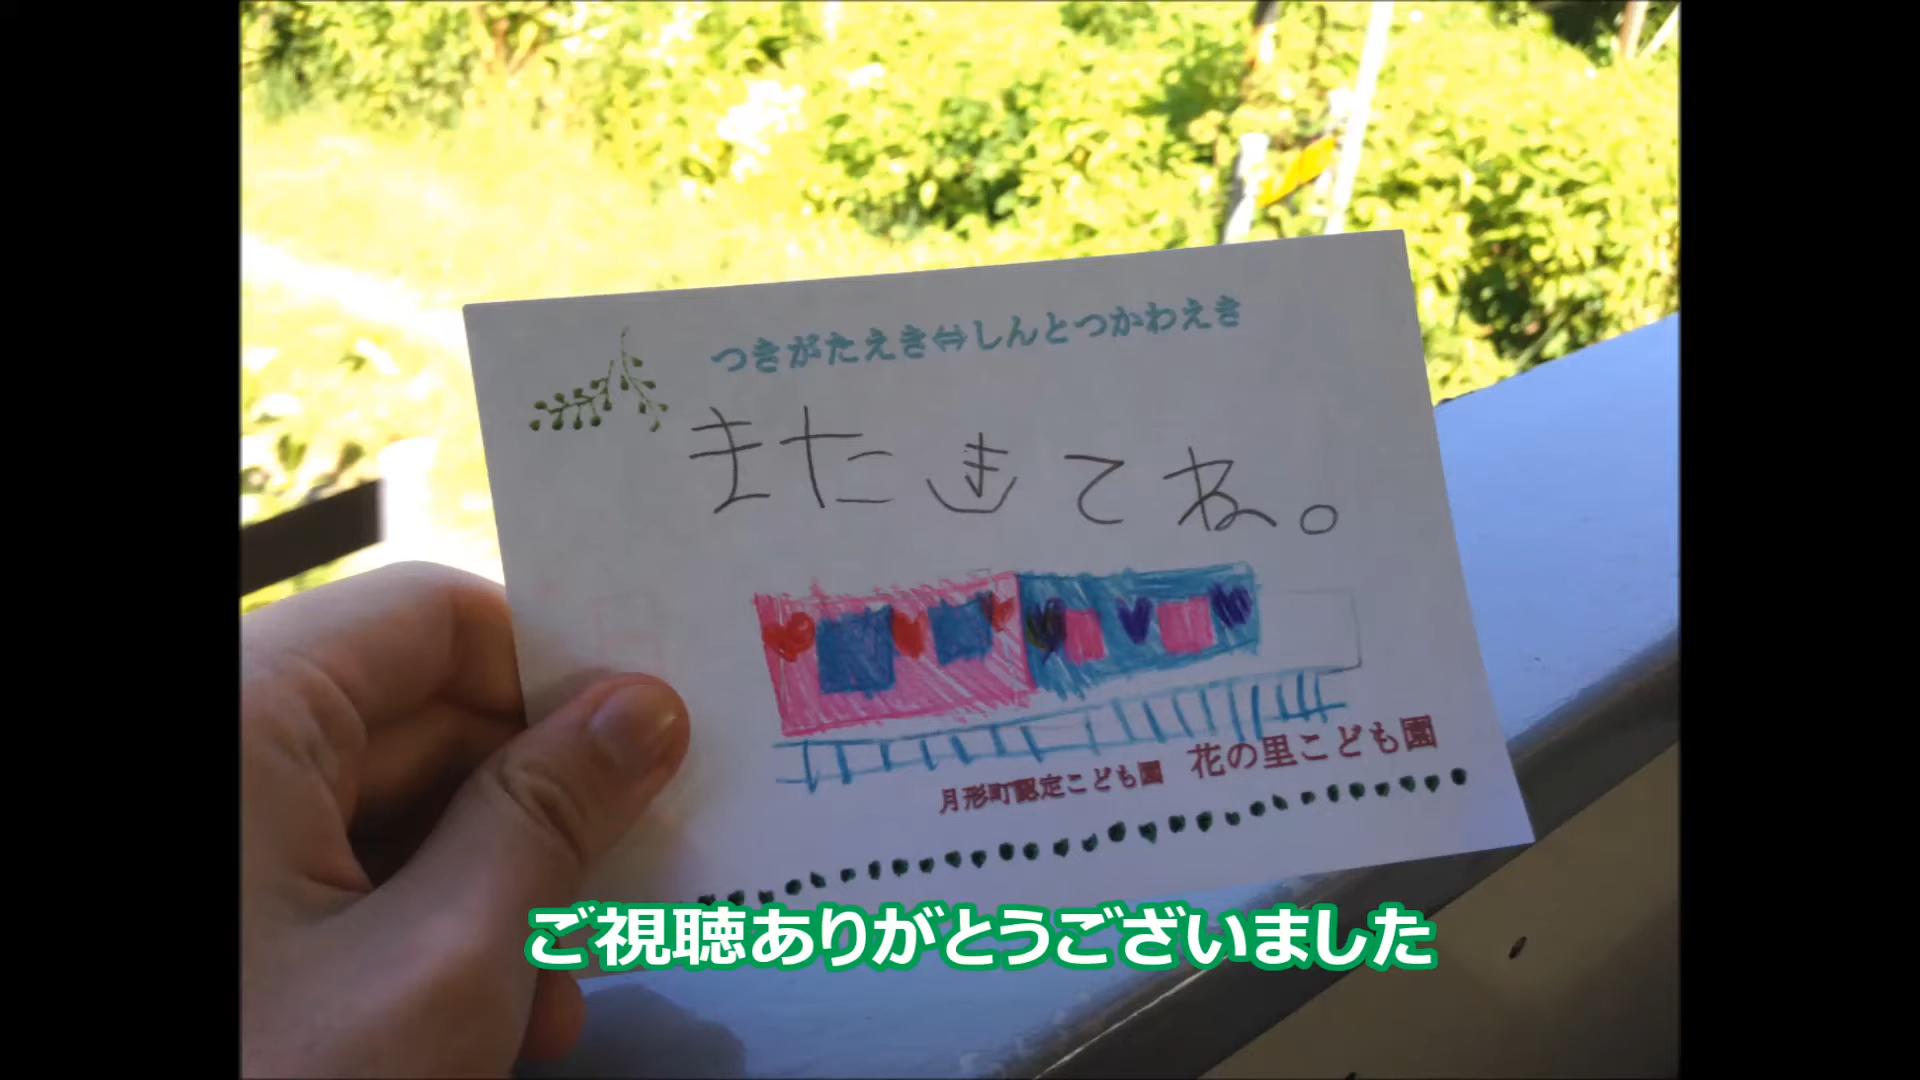 つきがたえき⇔しんとつかわえき
またきてね。
月形町認定こども園 花の里こども園
ご視聴ありがとうございました